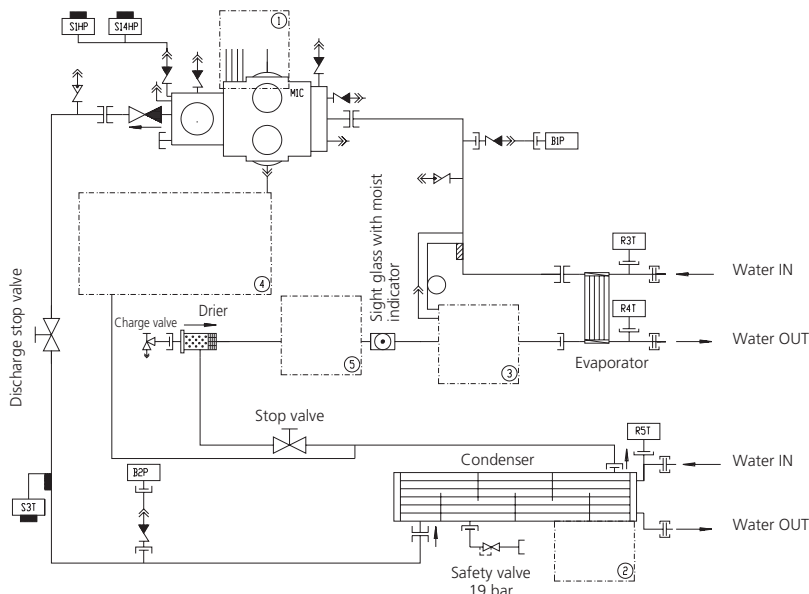 S1HP
S14HP
1
M1C
B1P
Discharge stop valve
4
Sight glass with moist
indicator
R3T
Water IN
R4T
Water OUT
Evaporator
Charge valve
Drier
5
3
Stop valve
Condenser
R5T
Water IN
Water OUT
B2P
S3T
Safety valve
19 bar
2